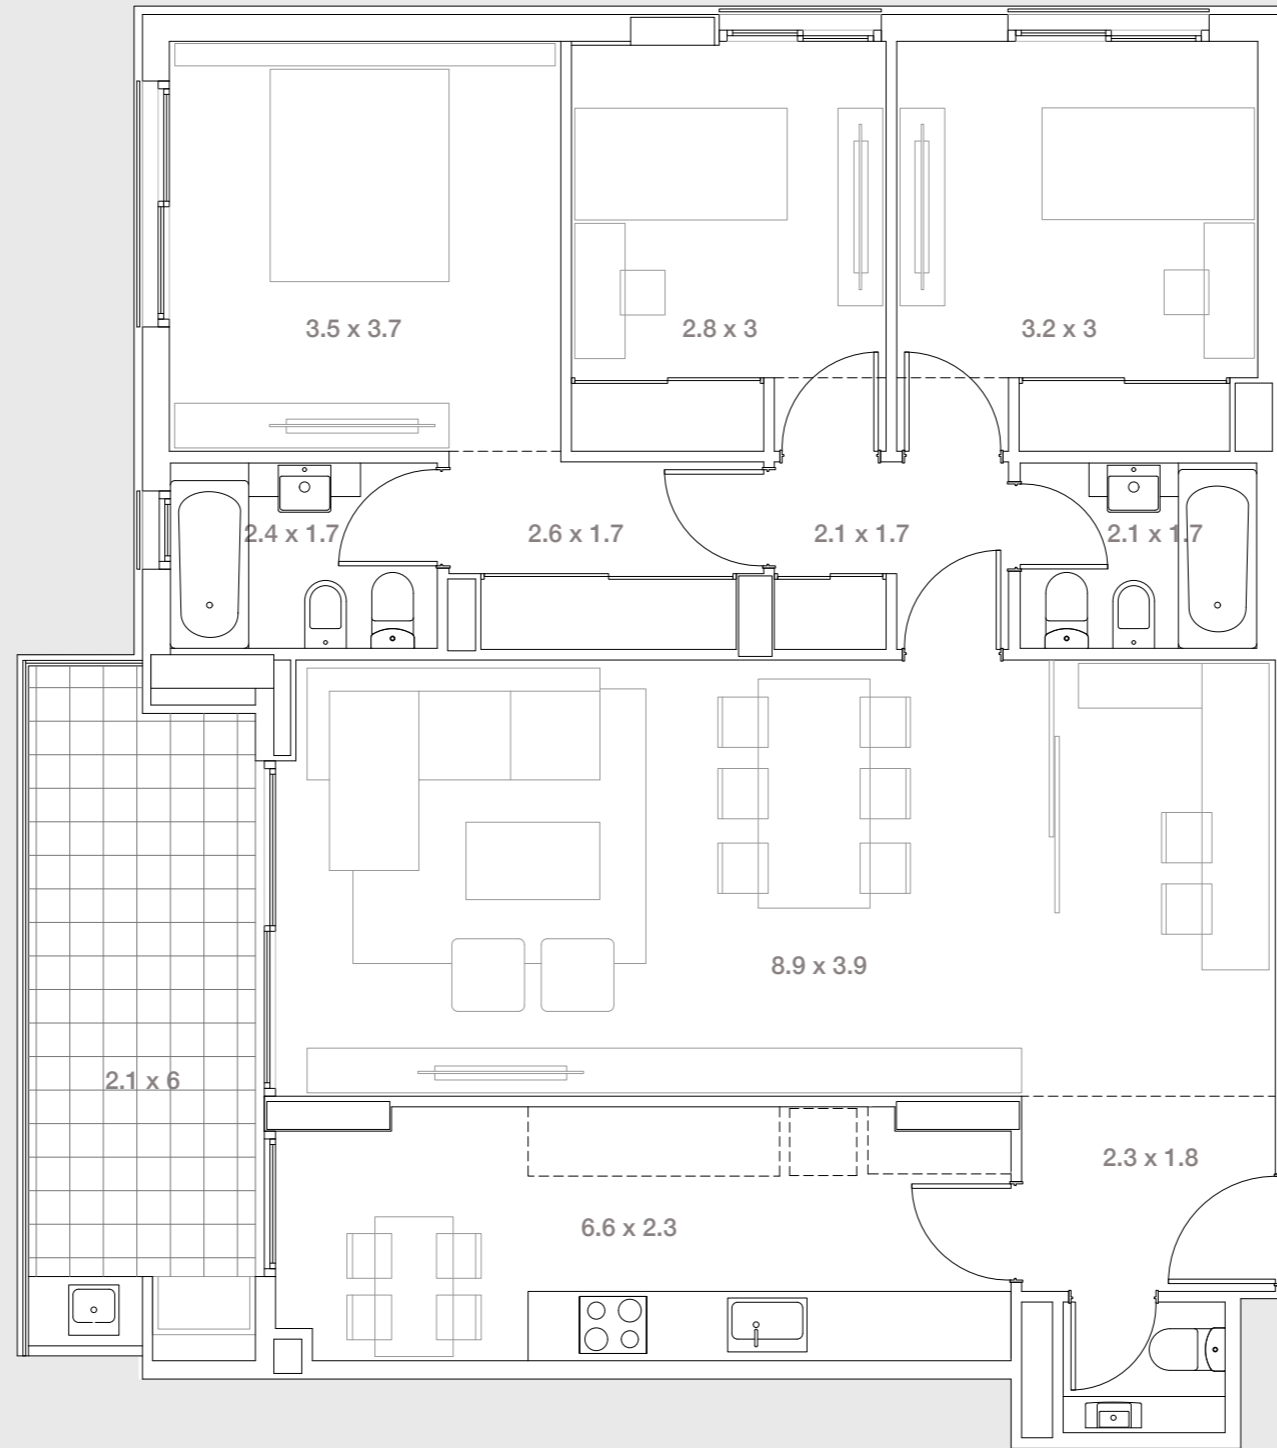 3.5 x 3.7
2.8 x 3
3.2 x 3
2.4 x 1.7
2.6 x 1.7
2.1 x 1.7
2.1 x 1.7
8.9 x 3.9
2.1 x 6
2.3 x 1.8
6.6 x 2.3